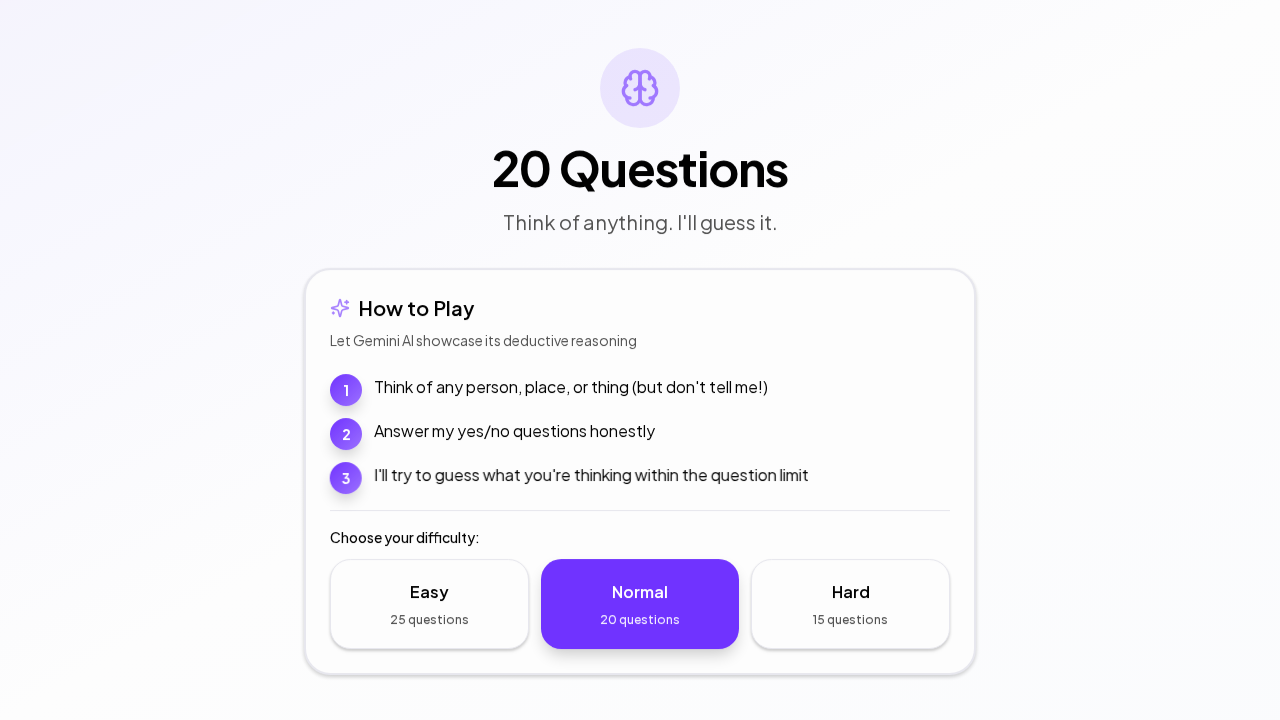 20 Questions
Think of anything. I'll guess it.
How to Play
Let Gemini AI showcase its deductive reasoning
1 Think of any person, place, or thing (but don't tell me!)
2 Answer my yes/no questions honestly
3 I'll try to guess what you're thinking within the question limit
Choose your difficulty:
Easy Normal Hard
25 questions 20 questions 15 questions